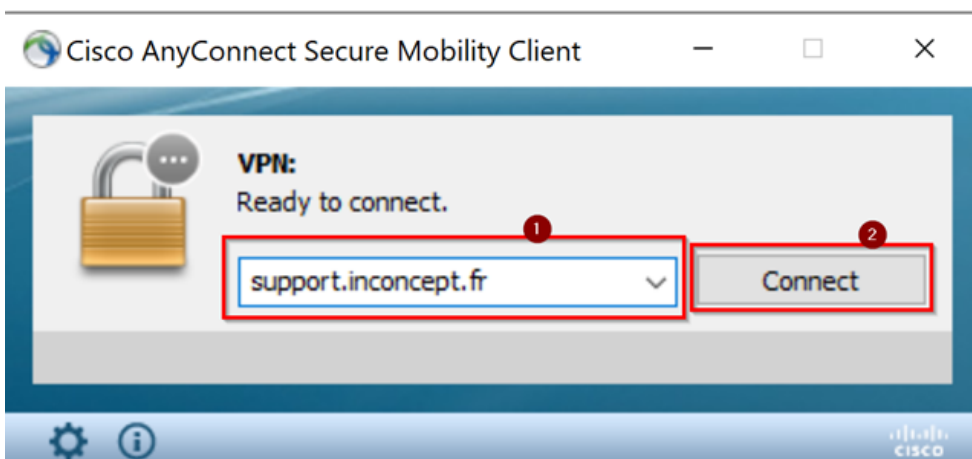 Cisco AnyConnect Secure Mobility Client
VPN:
Ready to connect.
1
2
support.inconcept.fr
Connect
CISCO